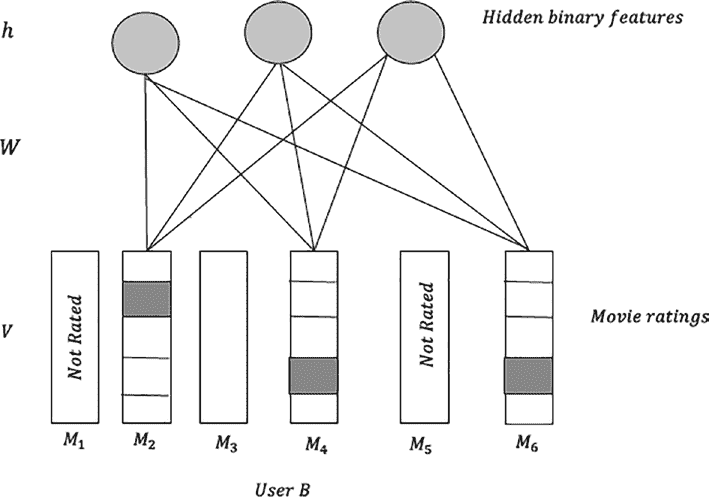 h
Hidden binary features
W
V
Not Rated
Not Rated
Movie ratings
M1 M2 M3 M4 M5 M6
User B